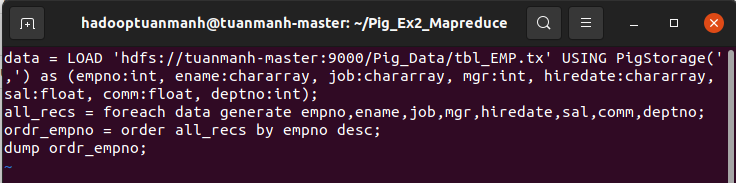 hadooptuanmanh@tuanmanh-master: ~/Pig_Ex2_Mapreduce
data = LOAD 'hdfs://tuanmanh-master:9000/Pig_Data/tbl_EMP.tx' USING PigStorage('
,') as (empno:int, ename:chararray, job:chararray, mgr:int, hiredate:chararray,
sal:float, comm:float, deptno:int);
all_recs = foreach data generate empno,ename,job,mgr,hiredate,sal,comm,deptno;
ordr_empno = order all_recs by empno desc;
dump ordr_empno;
~